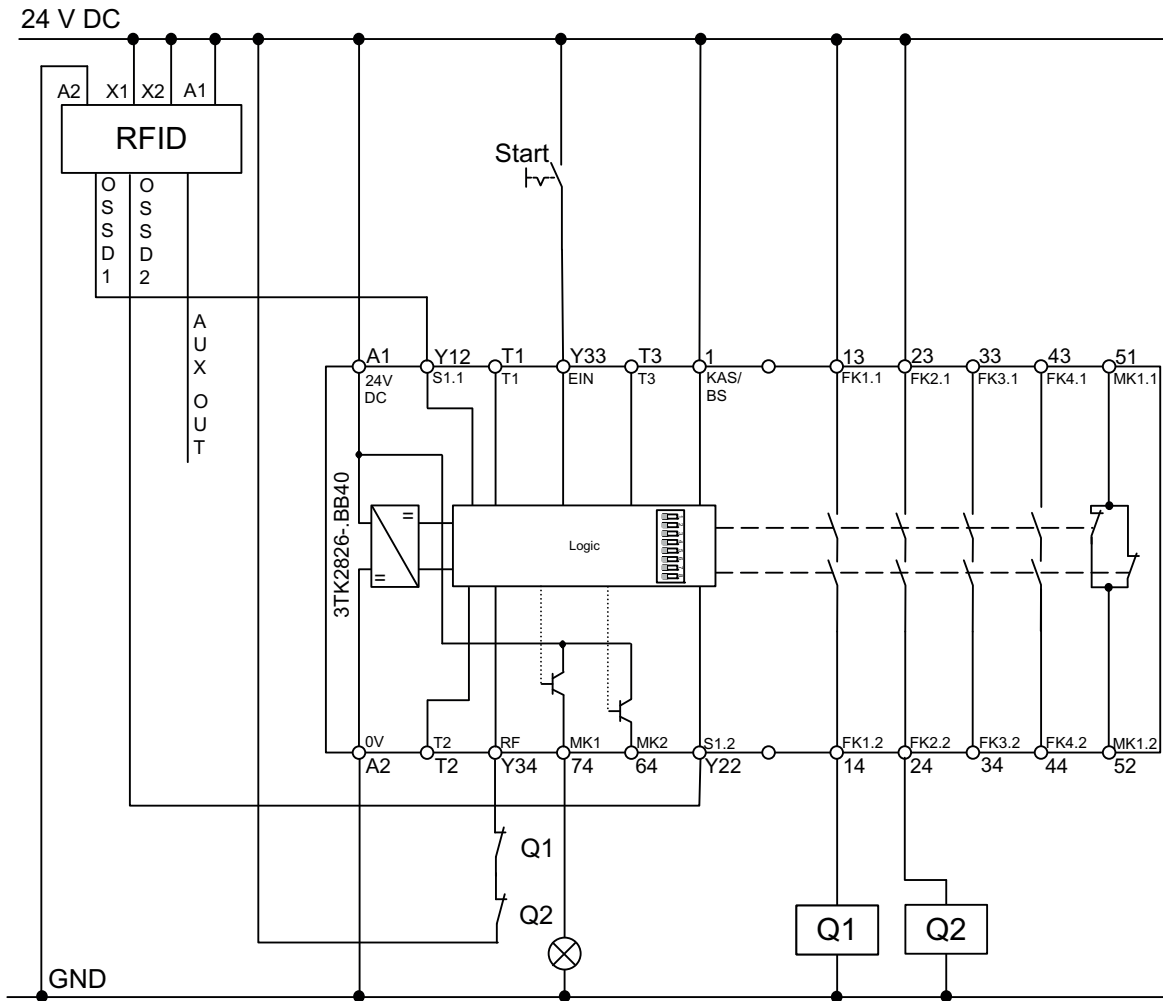 24 V DC
A2 X1 X2 A1
RFID
OSSD1
OSSD2
AUX OUT
Start
A1 Y12 T1 Y33 T3 1 13 23 33 43 51
24V DC
S1.1 T1 EIN T3 KAS/BS FK1.1 FK2.1 FK3.1 FK4.1 MK1.1
3TK2826-.BB40
=
=
Logic
0V T2 RF MK1 MK2 S1.2 FK1.2 FK2.2 FK3.2 FK4.2 MK1.2
A2 T2 Y34 74 64 Y22 14 24 34 44 52
Q1
Q2
Q1 Q2
GND